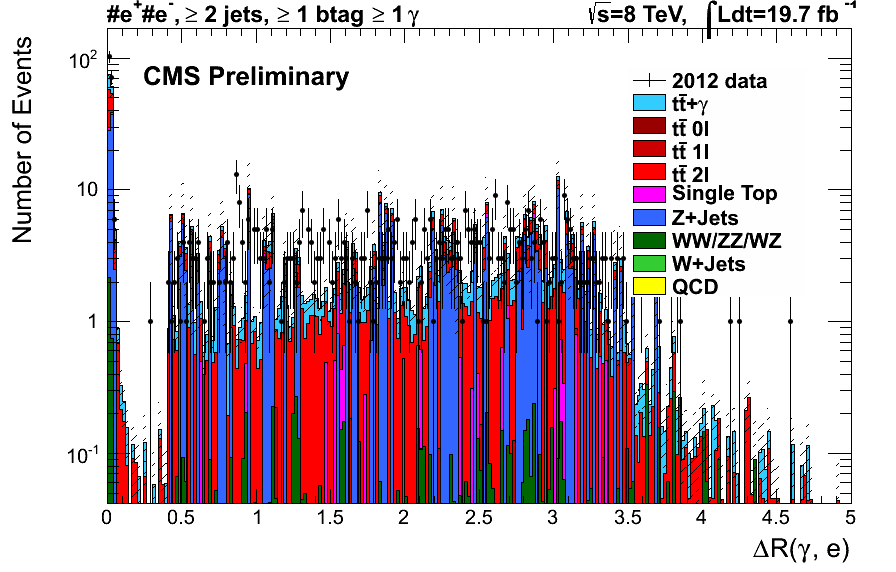 #e⁺#e⁻, ≥ 2 jets, ≥ 1 btag ≥ 1 γ √s=8 TeV, ∫Ldt=19.7 fb⁻¹
CMS Preliminary
Number of Events
10²
10
1
10⁻¹
2012 data
tt̄+γ
tt̄ 0l
tt̄ 1l
tt̄ 2l
Single Top
Z+Jets
WW/ZZ/WZ
W+Jets
QCD
0 0.5 1 1.5 2 2.5 3 3.5 4 4.5 5
ΔR(γ, e)